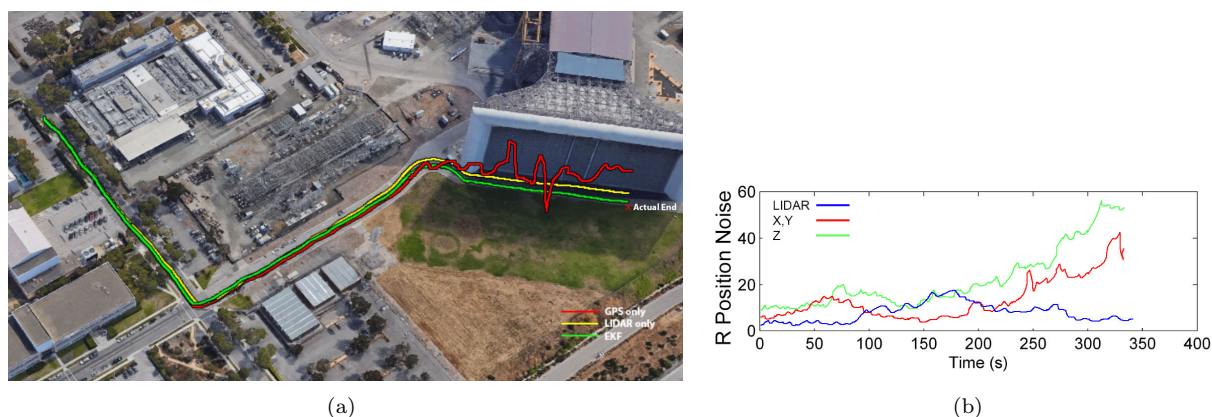 Actual End
GPS only
LIDAR only
EKF
(a)
60
40
20
0
R Position Noise
LIDAR
X,Y
Z
0 50 100 150 200 250 300 350 400
Time (s)
(b)